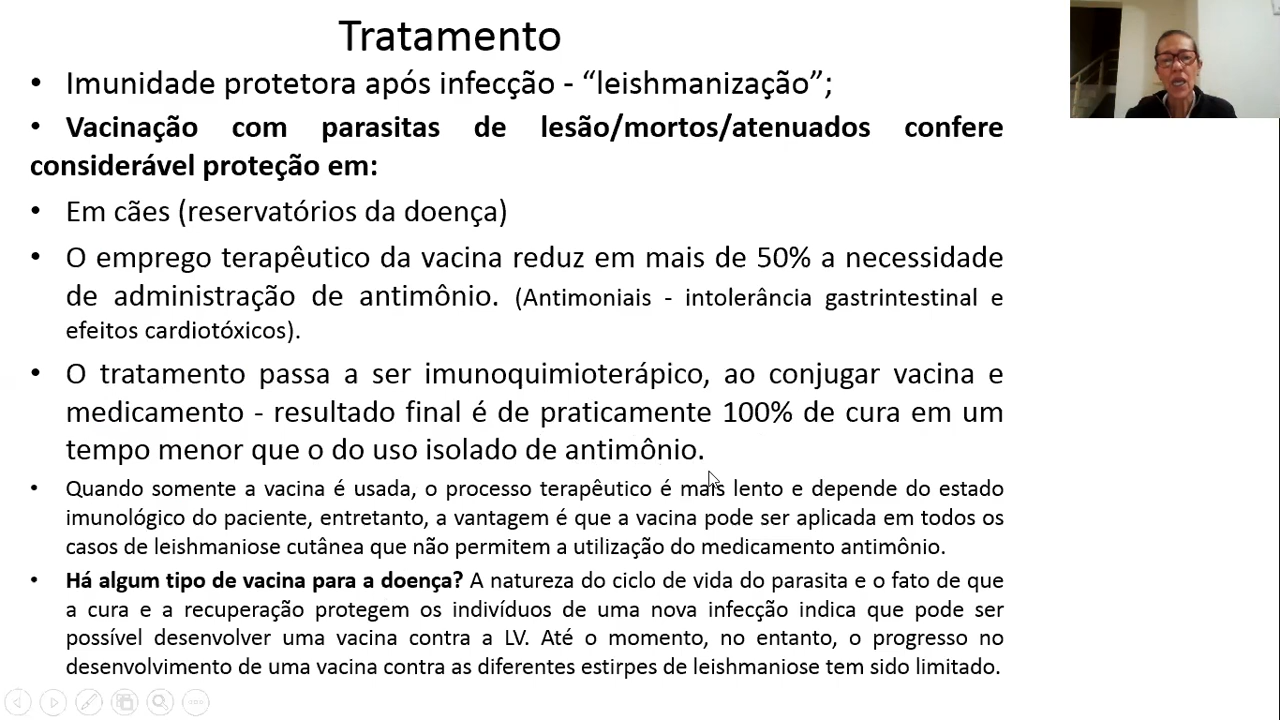 Tratamento
• Imunidade protetora após infecção - “leishmanização”;
• Vacinação com parasitas de lesão/mortos/atenuados confere
considerável proteção em:
• Em cães (reservatórios da doença)
• O emprego terapêutico da vacina reduz em mais de 50% a necessidade
de administração de antimônio. (Antimoniais - intolerância gastrintestinal e
efeitos cardiotóxicos).
• O tratamento passa a ser imunoquimioterápico, ao conjugar vacina e
medicamento - resultado final é de praticamente 100% de cura em um
tempo menor que o do uso isolado de antimônio.
• Quando somente a vacina é usada, o processo terapêutico é mais lento e depende do estado
imunológico do paciente, entretanto, a vantagem é que a vacina pode ser aplicada em todos os
casos de leishmaniose cutânea que não permitem a utilização do medicamento antimônio.
• Há algum tipo de vacina para a doença? A natureza do ciclo de vida do parasita e o fato de que
a cura e a recuperação protegem os indivíduos de uma nova infecção indica que pode ser
possível desenvolver uma vacina contra a LV. Até o momento, no entanto, o progresso no
desenvolvimento de uma vacina contra as diferentes estirpes de leishmaniose tem sido limitado.